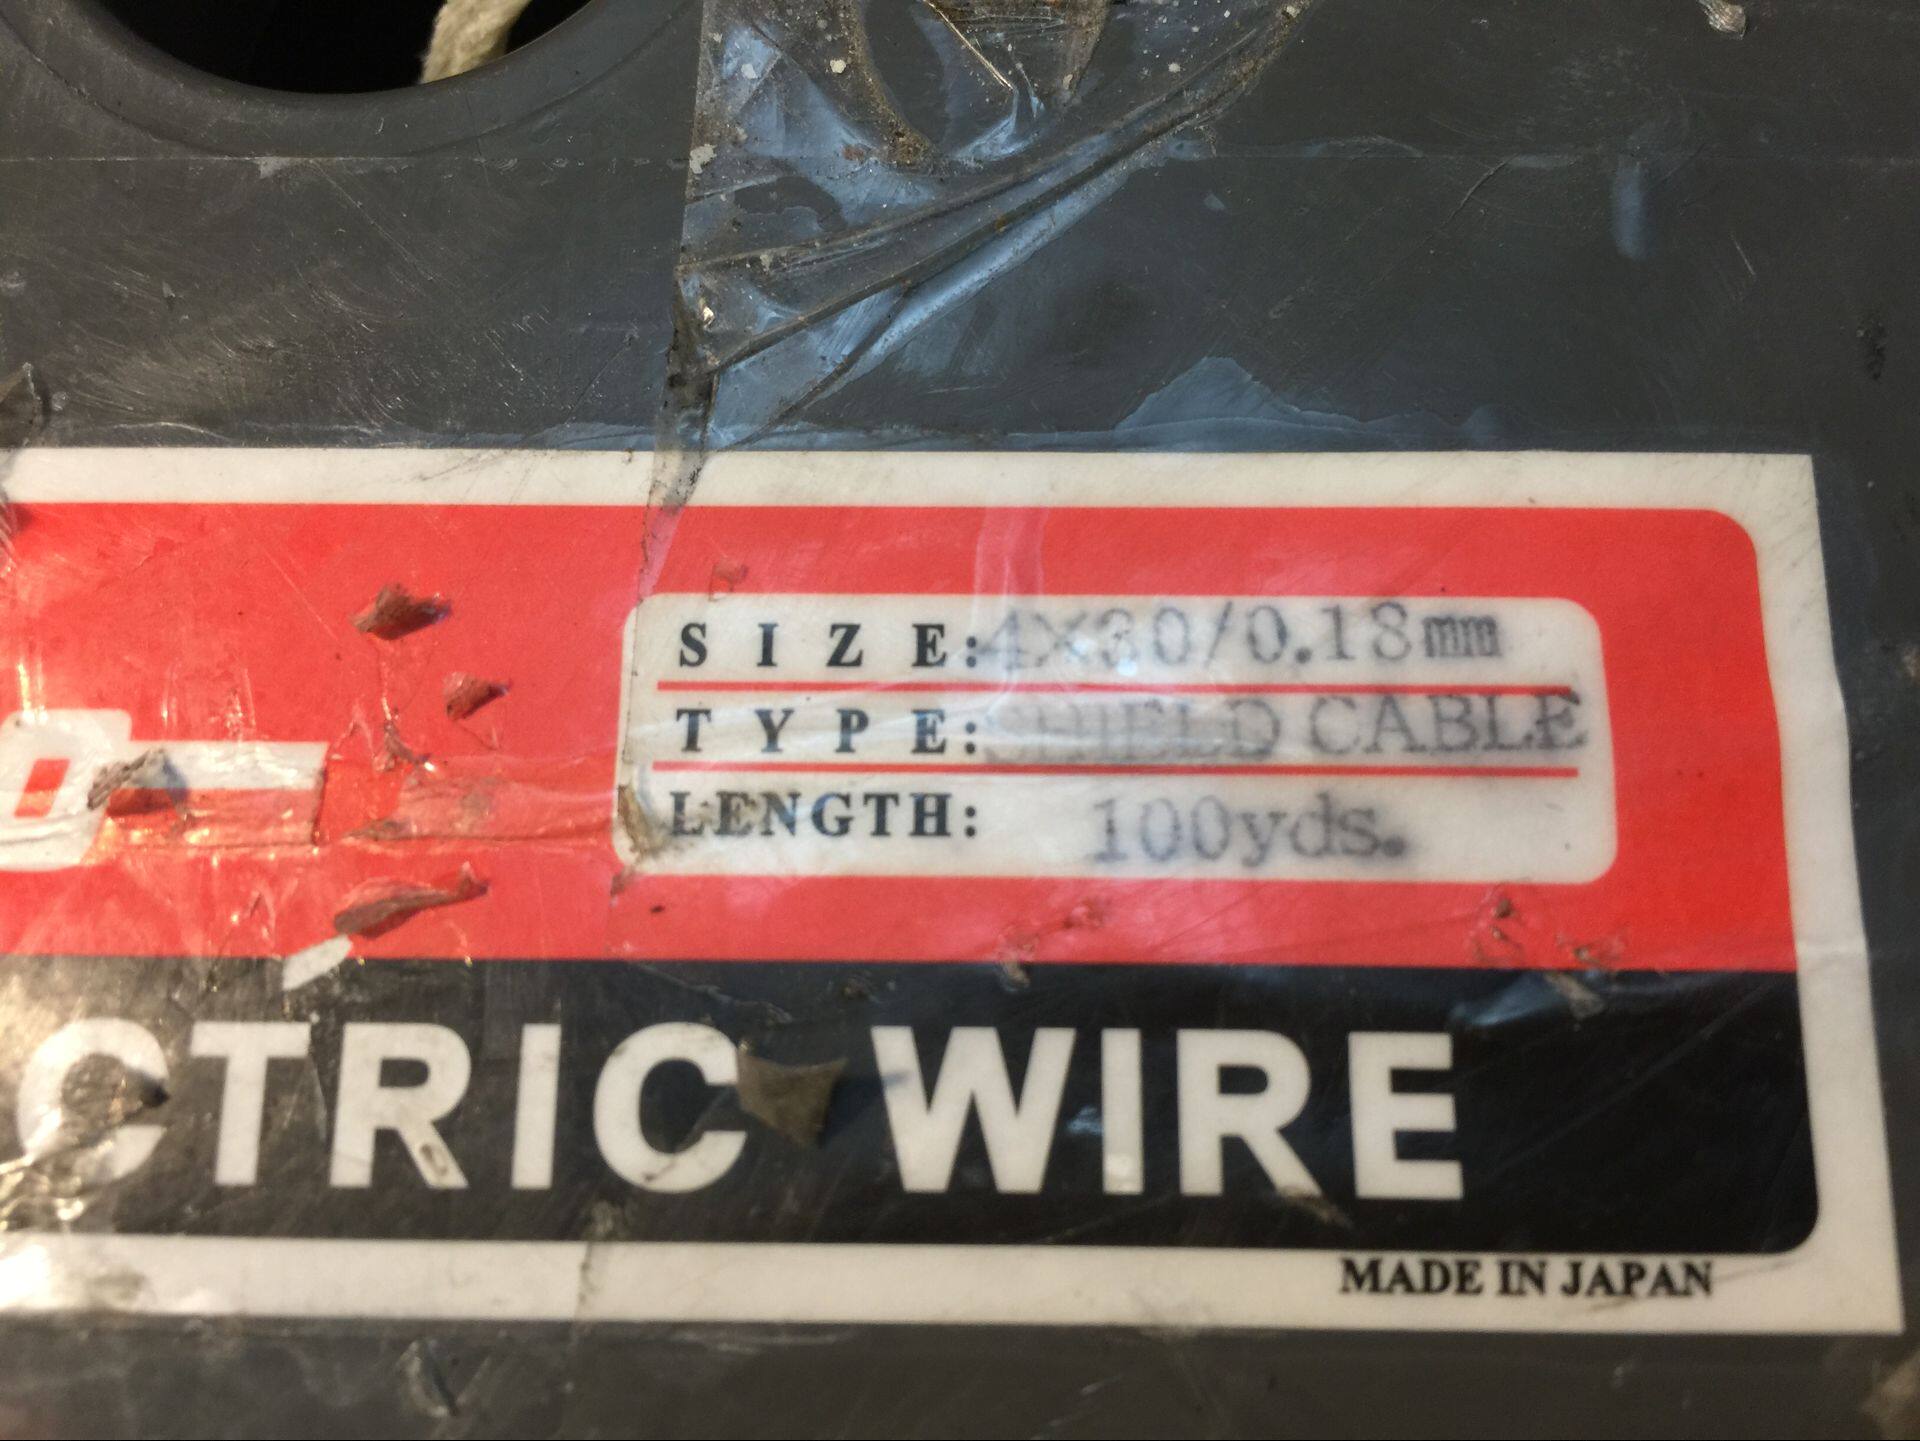 SIZE: 4X30/0.18mm
TYPE: SHIELD CABLE
LENGTH: 100yds.
O
CTRIC WIRE
MADE IN JAPAN